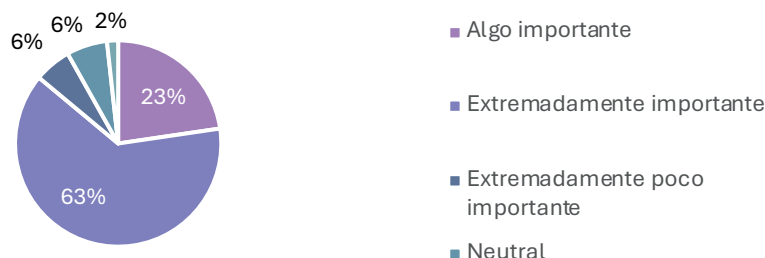 6% 6% 2%
23%
63%
Algo importante
Extremadamente importante
Extremadamente poco
importante
Neutral